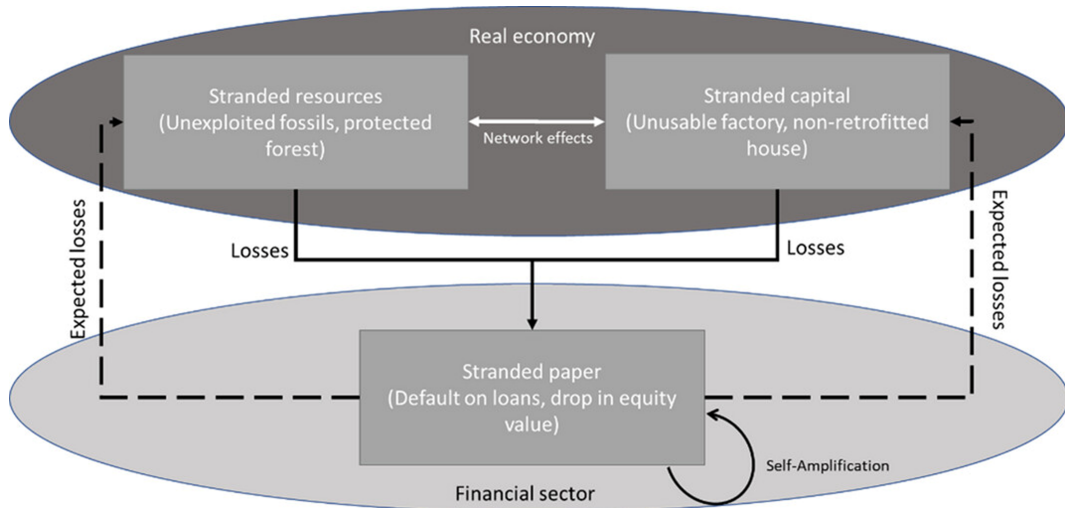 Real economy
Stranded resources
(Unexploited fossils, protected
forest)
Network effects
Stranded capital
(Unusable factory, non-retrofitted
house)
Expected losses
Losses
Losses
Expected losses
Stranded paper
(Default on loans, drop in equity
value)
Self-Amplification
Financial sector